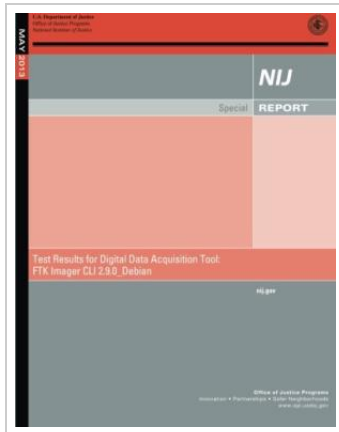 U.S. Department of Justice
Office of Justice Programs
National Institute of Justice
MAY 2013
NIJ
Special REPORT
Test Results for Digital Data Acquisition Tool:
FTK Imager CLI 2.9.0_Debian
nij.gov
Office of Justice Programs
Innovation • Partnerships • Safer Neighborhoods
www.ojp.usdoj.gov